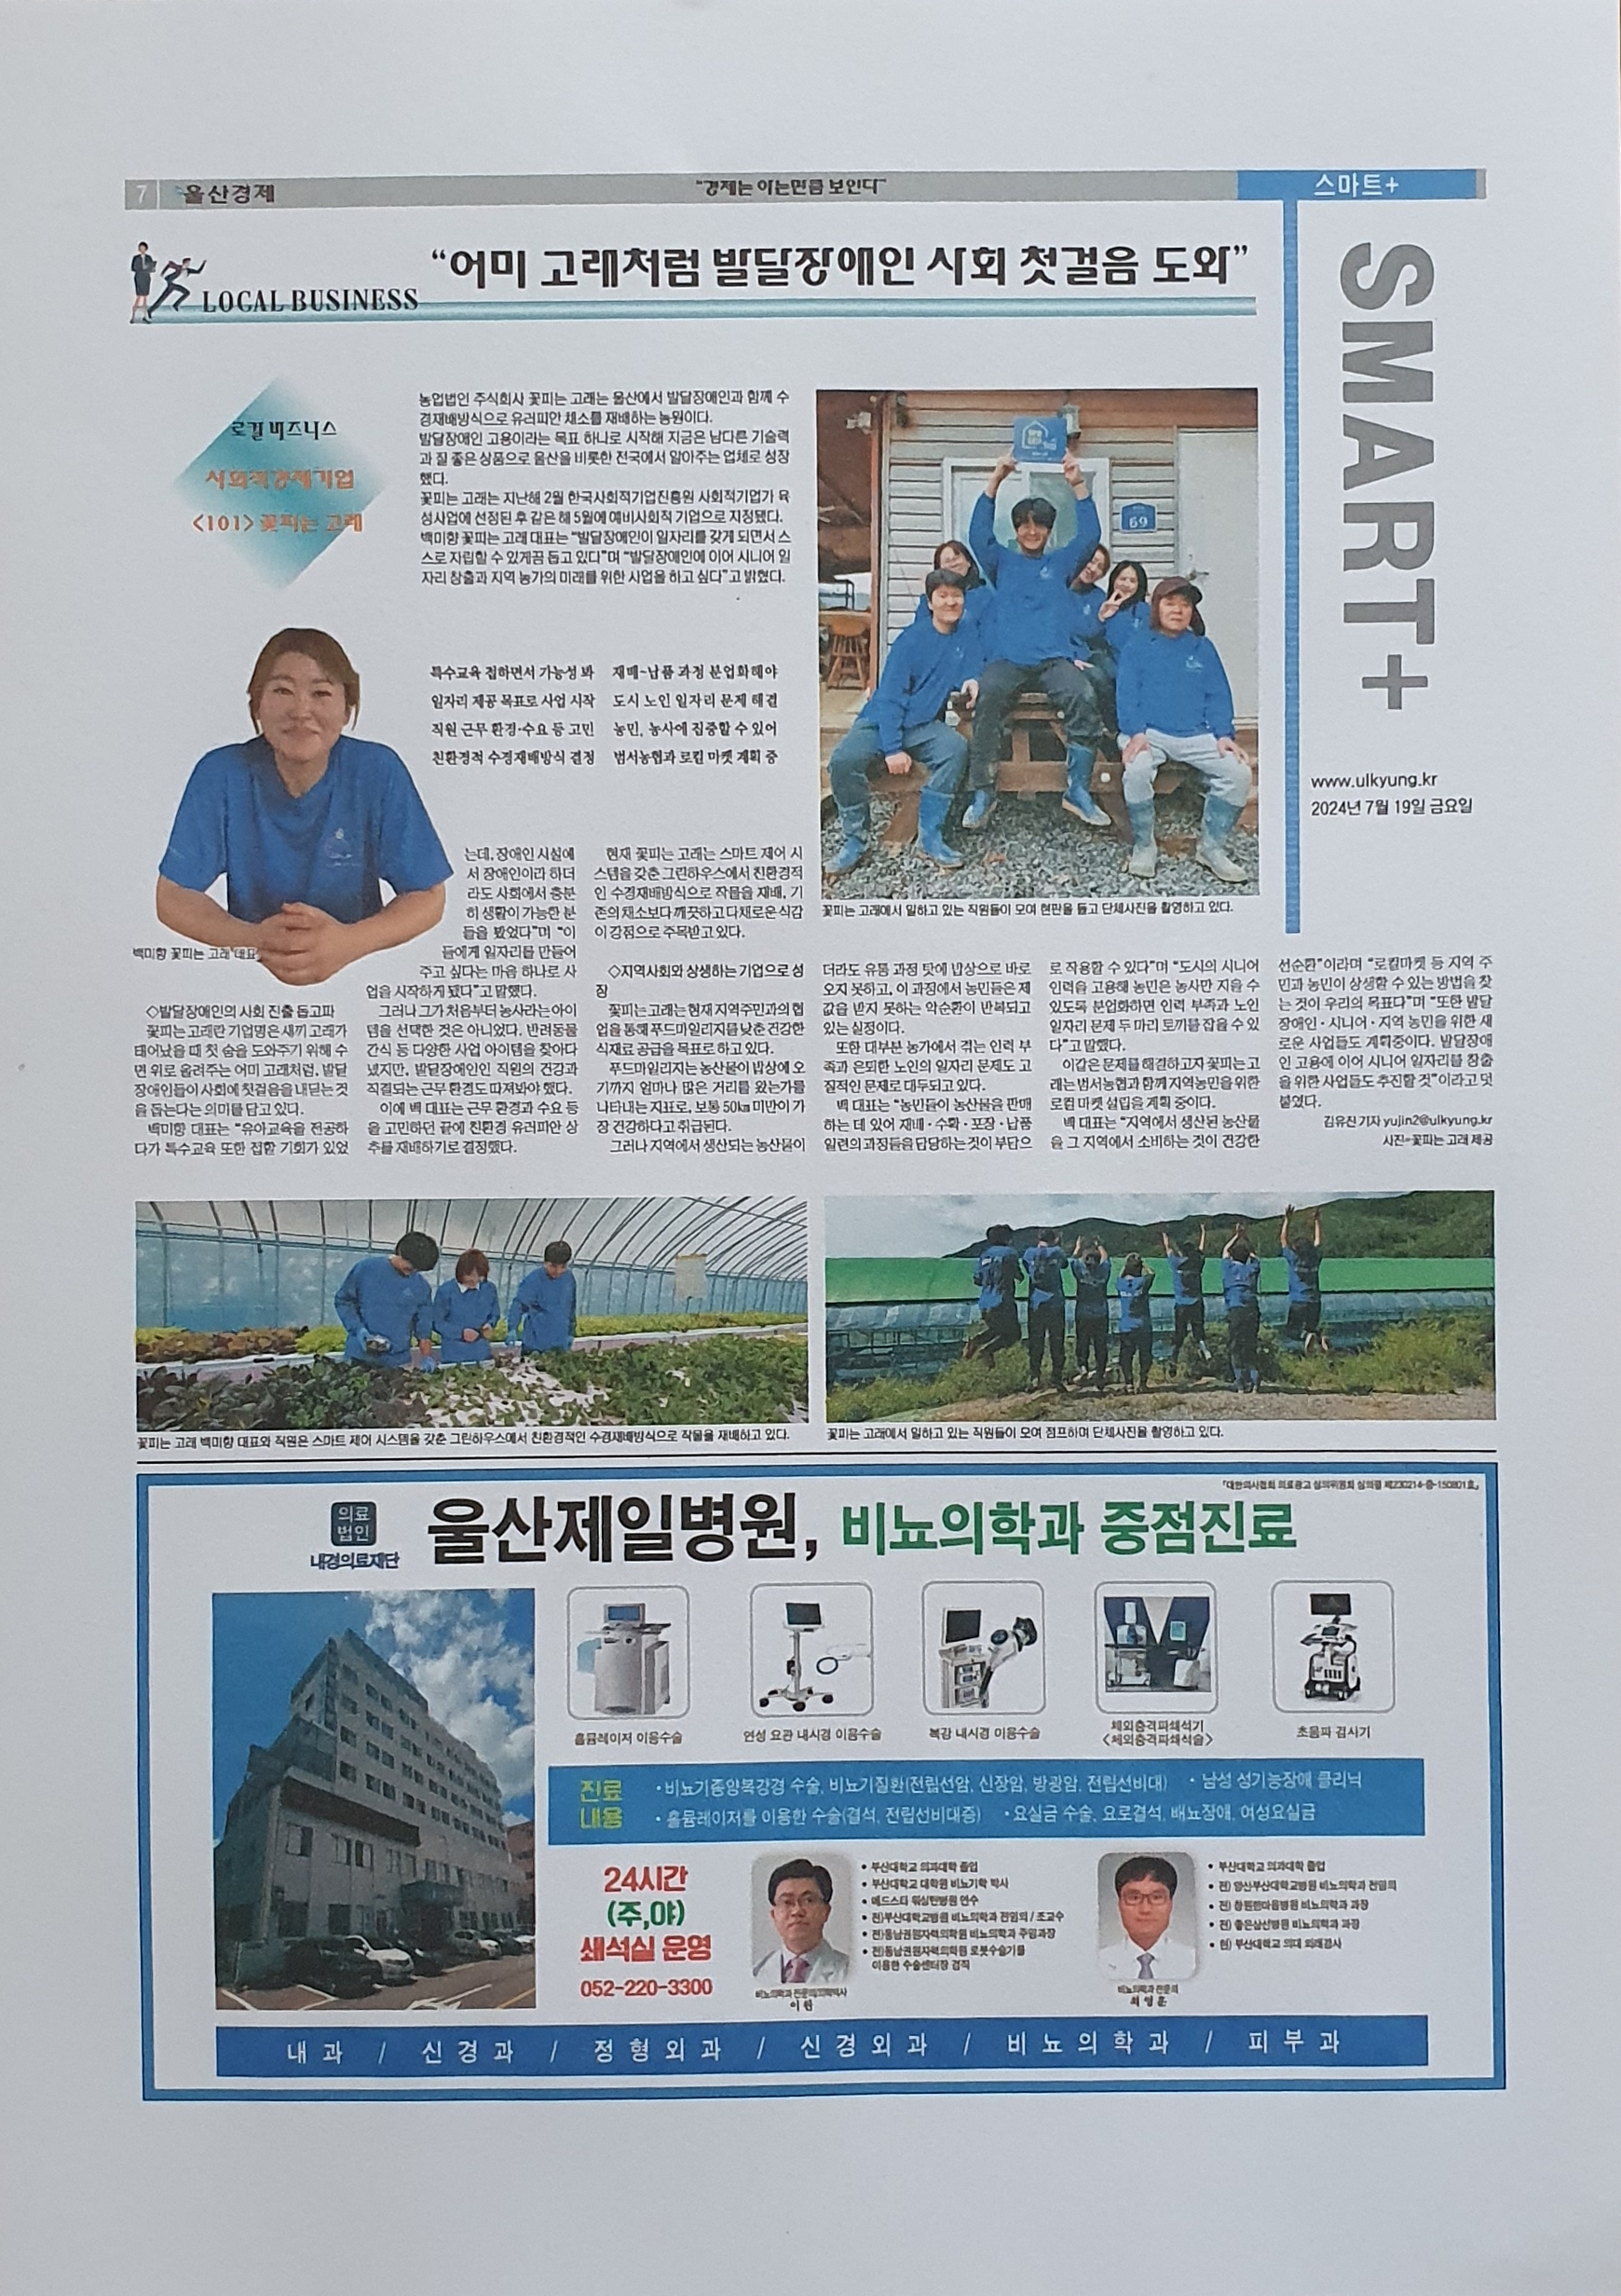 7 울산경제
"경제는 아는만큼 보인다"
스마트+
LOCAL BUSINESS
"어미 고래처럼 발달장애인 사회 첫걸음 도와"
SMART+
www.ulkyung.kr
2024년 7월 19일 금요일
로컬 비즈니스
사회적경제기업
<101> 꽃피는 고래
농업법인 주식회사 꽃피는 고래는 울산에서 발달장애인과 함께 수
경재배방식으로 유러피안 채소를 재배하는 농원이다.
발달장애인 고용이라는 목표 하나로 시작해 지금은 남다른 기술력
과 질 좋은 상품으로 울산을 비롯한 전국에서 알아주는 업체로 성장
했다.
꽃피는 고래는 지난해 2월 한국사회적기업진흥원 사회적기업가 육
성사업에 선정된 후 같은 해 5월에 예비사회적 기업으로 지정됐다.
백미향 꽃피는 고래 대표는 "발달장애인이 일자리를 갖게 되면서 스
스로 자립할 수 있게끔 돕고 있다"며 "발달장애인에 이어 시니어 일
자리 창출과 지역 농가의 미래를 위한 사업을 하고 싶다"고 밝혔다.
특수교육 접하면서 가능성 봐
일자리 제공 목표로 사업 시작
직원 근무 환경·수요 등 고민
친환경적 수경재배방식 결정
재배~납품 과정 분업화해야
도시 노인 일자리 문제 해결
농민, 농사에 집중할 수 있어
범서농협과 로컬 마켓 계획 중
69
꽃피는 고래에서 일하고 있는 직원들이 모여 현판을 들고 단체사진을 촬영하고 있다.
백미향 꽃피는 고래 대표
◇발달장애인의 사회 진출 돕고파
꽃피는 고래란 기업명은 새끼 고래가
태어났을 때 첫 숨을 도와주기 위해 수
면 위로 올려주는 어미 고래처럼, 발달
장애인들이 사회에 첫걸음을 내딛는 것
을 돕는다는 의미를 담고 있다.
백미향 대표는 "유아교육을 전공하
다가 특수교육 또한 접할 기회가 있었
는데, 장애인 시설에
서 장애인이라 하더
라도 사회에서 충분
히 생활이 가능한 분
들을 봤었다"며 "이
들에게 일자리를 만들어
주고 싶다는 마음 하나로 사
업을 시작하게 됐다"고 말했다.
그러나 그가 처음부터 농사라는 아이
템을 선택한 것은 아니었다. 반려동물
간식 등 다양한 사업 아이템을 찾아다
녔지만, 발달장애인인 직원의 건강과
직결되는 근무 환경도 따져봐야 했다.
이에 백 대표는 근무 환경과 수요 등
을 고민하던 끝에 친환경 유러피안 상
추를 재배하기로 결정했다.
현재 꽃피는 고래는 스마트 제어 시
스템을 갖춘 그린하우스에서 친환경적
인 수경재배방식으로 작물을 재배, 기
존의 채소보다 깨끗하고 다채로운 식감
이 강점으로 주목받고 있다.
◇지역사회와 상생하는 기업으로 성
장
꽃피는 고래는 현재 지역주민과의 협
업을 통해 푸드마일리지를 낮춘 건강한
식재료 공급을 목표로 하고 있다.
푸드마일리지는 농산물이 밥상에 오
기까지 얼마나 많은 거리를 왔는가를
나타내는 지표로, 보통 50㎞ 미만이 가
장 건강하다고 취급된다.
그러나 지역에서 생산되는 농산물이
더라도 유통 과정 탓에 밥상으로 바로
오지 못하고, 이 과정에서 농민들은 제
값을 받지 못하는 악순환이 반복되고
있는 실정이다.
또한 대부분 농가에서 겪는 인력 부
족과 은퇴한 노인의 일자리 문제도 고
질적인 문제로 대두되고 있다.
백 대표는 "농민들이 농산물을 판매
하는 데 있어 재배·수확·포장·납품
일련의 과정들을 담당하는 것이 부담으
로 작용할 수 있다"며 "도시의 시니어
인력을 고용해 농민은 농사만 지을 수
있도록 분업화하면 인력 부족과 노인
일자리 문제 두 마리 토끼를 잡을 수 있
다"고 말했다.
이같은 문제를 해결하고자 꽃피는 고
래는 범서농협과 함께 지역농민을 위한
로컬 마켓 설립을 계획 중이다.
백 대표는 "지역에서 생산된 농산물
을 그 지역에서 소비하는 것이 건강한
선순환"이라며 "로컬마켓 등 지역 주
민과 농민이 상생할 수 있는 방법을 찾
는 것이 우리의 목표다"며 "또한 발달
장애인·시니어·지역 농민을 위한 새
로운 사업들도 계획중이다. 발달장애
인 고용에 이어 시니어 일자리를 창출
을 위한 사업들도 추진할 것"이라고 덧
붙였다.
김유진 기자 yujin2@ulkyung.kr
사진=꽃피는 고래 제공
꽃피는 고래 백미향 대표와 직원은 스마트 제어 시스템을 갖춘 그린하우스에서 친환경적인 수경재배방식으로 작물을 재배하고 있다.
꽃피는 고래에서 일하고 있는 직원들이 모여 점프하며 단체사진을 촬영하고 있다.
「대한의사협회 의료광고 심의위원회 심의필 제230214-중-150801호」
의료
법인
내경의료재단
울산제일병원, 비뇨의학과 중점진료
홀뮴레이저 이용수술
연성 요관 내시경 이용수술
복강 내시경 이용수술
체외충격파쇄석기
<체외충격파쇄석술>
초음파 검사기
진료
내용
·비뇨기종양복강경 수술, 비뇨기질환(전립선암, 신장암, 방광암, 전립선비대) ·남성 성기능장애 클리닉
·홀뮴레이저를 이용한 수술(결석, 전립선비대증) ·요실금 수술, 요로결석, 배뇨장애, 여성요실금
24시간
(주,야)
쇄석실 운영
052-220-3300
비뇨의학과 전문의/의학박사
이 원
• 부산대학교 의과대학 졸업
• 부산대학교 대학원 비뇨기학 박사
• 메드스타 워싱턴병원 연수
• 전)부산대학교병원 비뇨의학과 전임의 / 조교수
• 전)동남권원자력의학원 비뇨의학과 주임과장
• 전)동남권원자력의학원 로봇수술기를
이용한 수술센터장 겸직
비뇨의학과 전문의
최 영 훈
• 부산대학교 의과대학 졸업
• 전) 양산부산대학교병원 비뇨의학과 전임의
• 전) 창원한마음병원 비뇨의학과 과장
• 전) 좋은삼선병원 비뇨의학과 과장
• 현) 부산대학교 의대 외래강사
내과 / 신경과 / 정형외과 / 신경외과 / 비뇨의학과 / 피부과